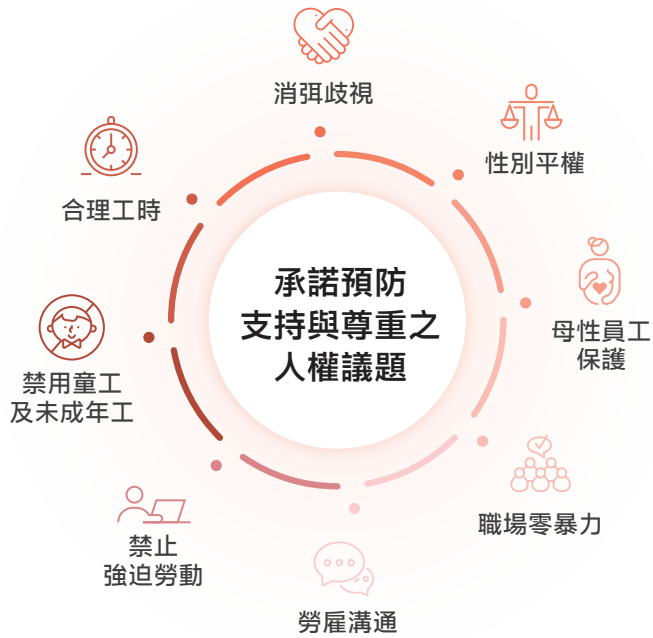 消弭歧視
性別平權
合理工時
承諾預防
支持與尊重之
人權議題
母性員工
保護
禁用童工
及未成年工
職場零暴力
禁止
強迫勞動
勞雇溝通